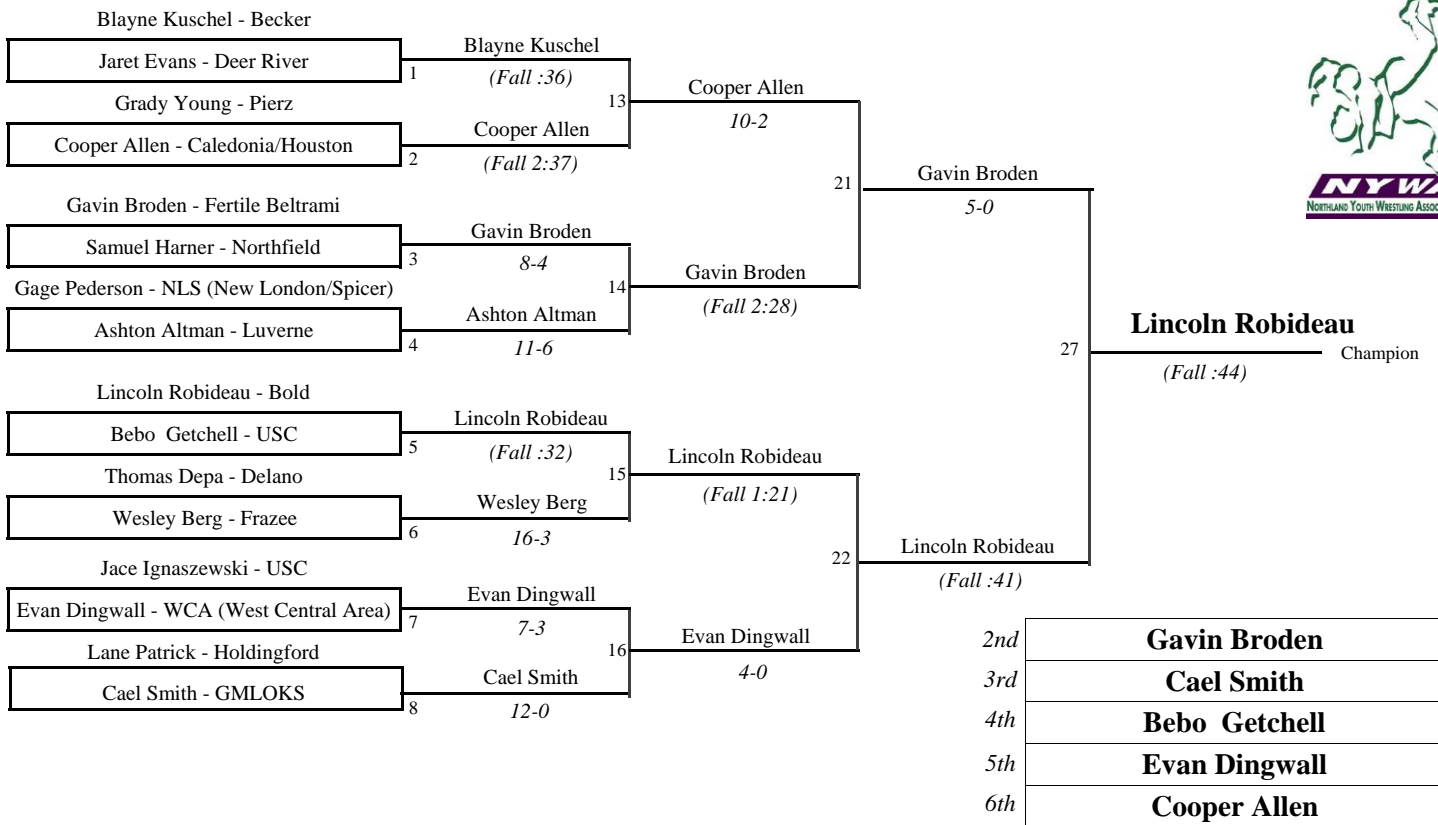 Blayne Kuschel - Becker
Jaret Evans - Deer River
1
Blayne Kuschel
(Fall :36)
Grady Young - Pierz
Cooper Allen - Caledonia/Houston
2
Cooper Allen
(Fall 2:37)
13
Cooper Allen
10-2
Gavin Broden - Fertile Beltrami
Samuel Harner - Northfield
3
Gavin Broden
8-4
Gage Pederson - NLS (New London/Spicer)
Ashton Altman - Luverne
4
Ashton Altman
11-6
14
Gavin Broden
(Fall 2:28)
21
Gavin Broden
5-0
Lincoln Robideau - Bold
Bebo  Getchell - USC
5
Lincoln Robideau
(Fall :32)
Thomas Depa - Delano
Wesley Berg - Frazee
6
Wesley Berg
16-3
15
Lincoln Robideau
(Fall 1:21)
Jace Ignaszewski - USC
Evan Dingwall - WCA (West Central Area)
7
Evan Dingwall
7-3
Lane Patrick - Holdingford
Cael Smith - GMLOKS
8
Cael Smith
12-0
16
Evan Dingwall
4-0
22
Lincoln Robideau
(Fall :41)
27
Lincoln Robideau
Champion
(Fall :44)
NORTHLAND YOUTH WRESTLING
2nd Gavin Broden
3rd Cael Smith
4th Bebo  Getchell
5th Evan Dingwall
6th Cooper Allen